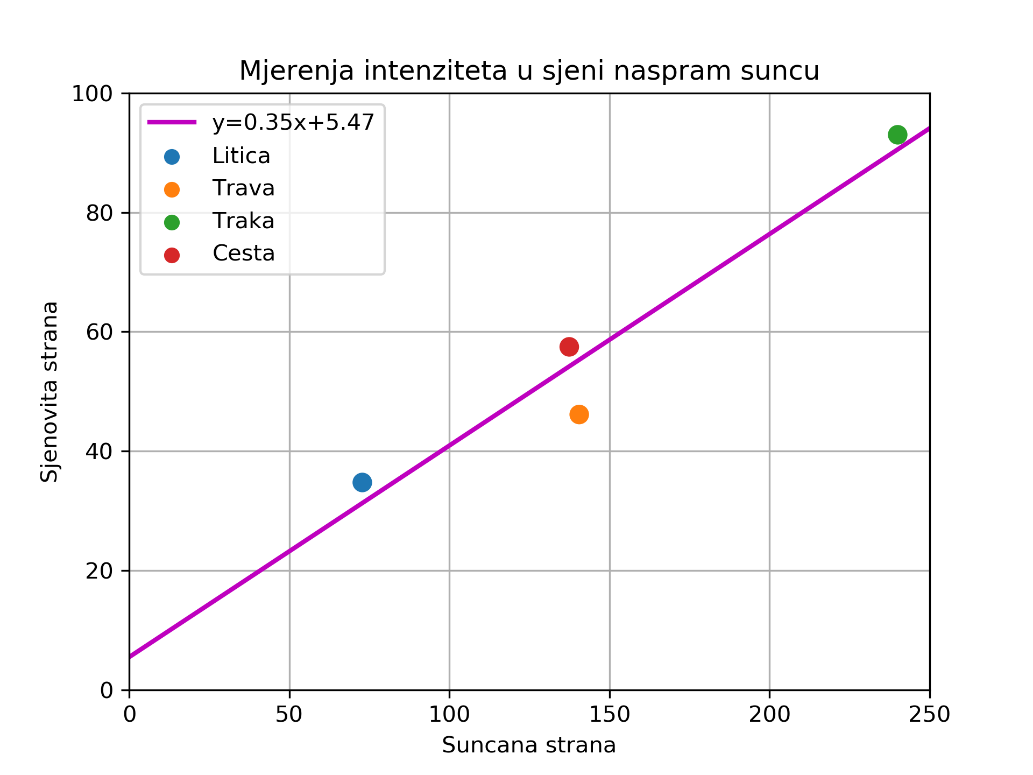 Mjerenja intenziteta u sjeni naspram suncu
y=0.35x+5.47
Litica
Trava
Traka
Cesta
Sjenovita strana
100
80
60
40
20
0
0 50 100 150 200 250
Suncana strana